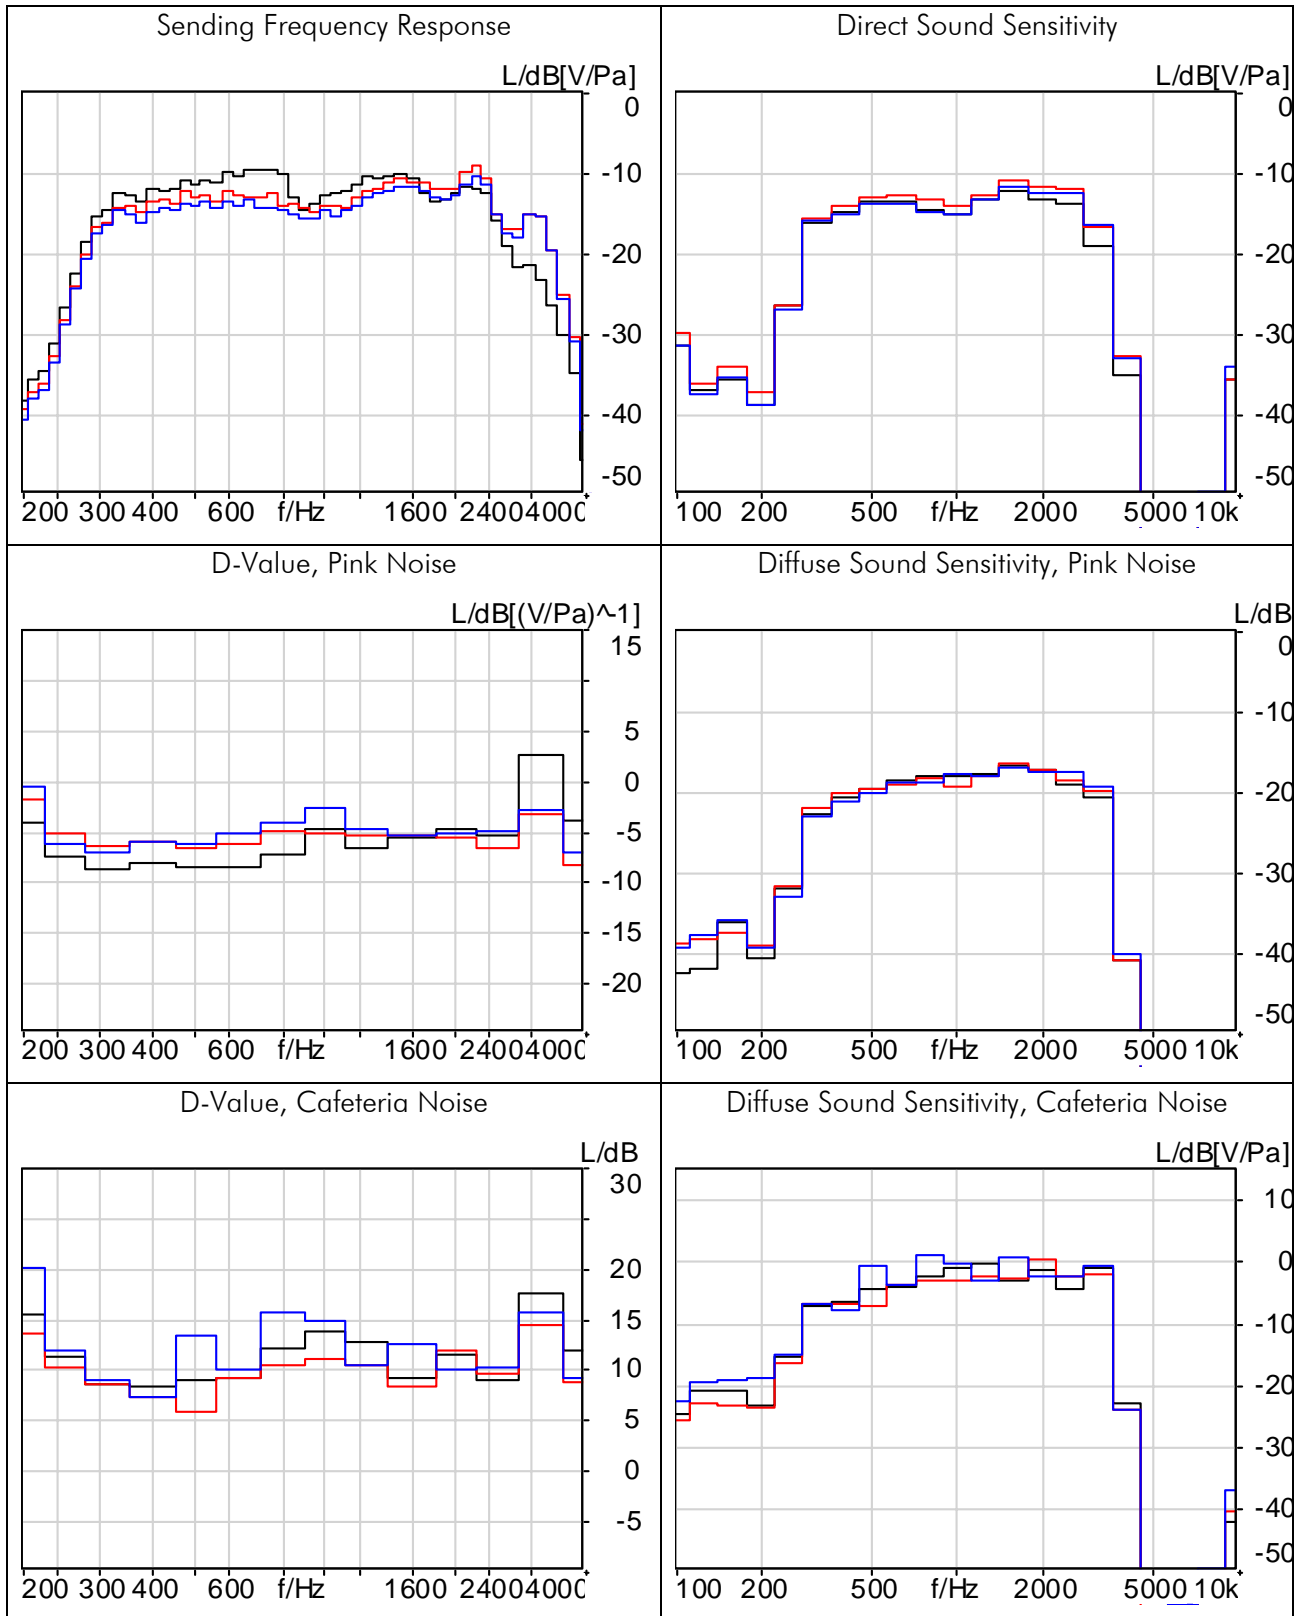 Sending Frequency Response
L/dB[V/Pa]
0
-10
-20
-30
-40
-50
200 300 400 600 f/Hz 1600 2400 4000
Direct Sound Sensitivity
L/dB[V/Pa]
0
-10
-20
-30
-40
-50
100 200 500 f/Hz 2000 5000 10k
D-Value, Pink Noise
L/dB[(V/Pa)^-1]
15
5
0
-5
-10
-15
-20
200 300 400 600 f/Hz 1600 2400 4000
Diffuse Sound Sensitivity, Pink Noise
L/dB
0
-10
-20
-30
-40
-50
100 200 500 f/Hz 2000 5000 10k
D-Value, Cafeteria Noise
L/dB
30
20
15
10
5
0
-5
200 300 400 600 f/Hz 1600 2400 4000
Diffuse Sound Sensitivity, Cafeteria Noise
L/dB[V/Pa]
10
0
-10
-20
-30
-40
-50
100 200 500 f/Hz 2000 5000 10k